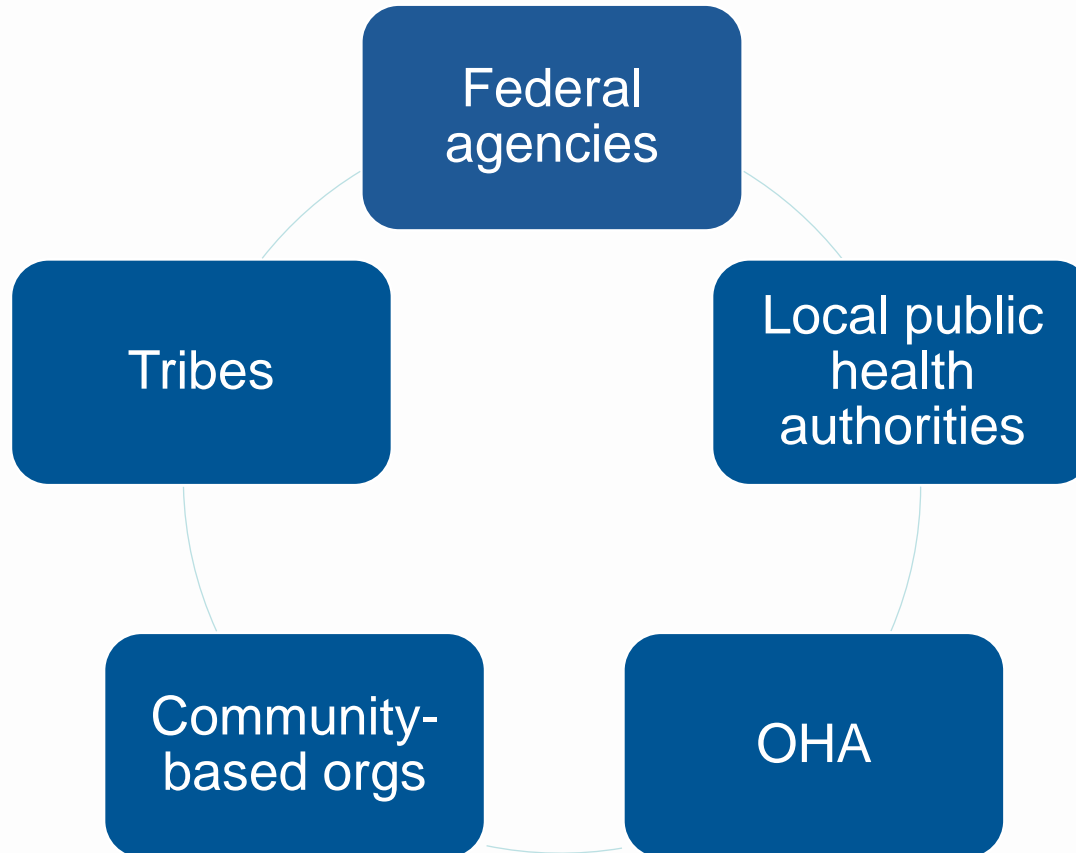 Federal
agencies
Tribes
Local public
health
authorities
Community-
based orgs
OHA